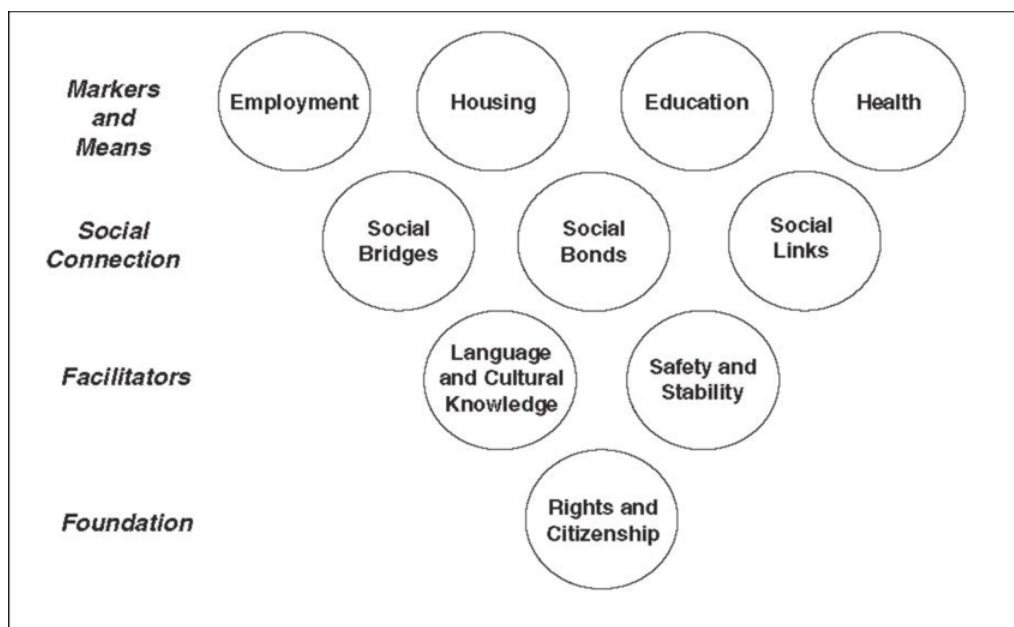 Markers
and
Means
Employment
Housing
Education
Health
Social
Connection
Social
Bridges
Social
Bonds
Social
Links
Facilitators
Language
and Cultural
Knowledge
Safety and
Stability
Foundation
Rights and
Citizenship